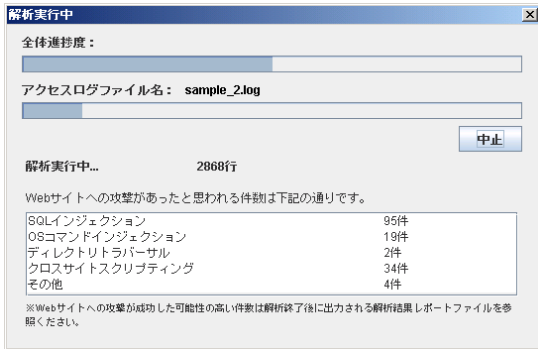 解析実行中
全体進捗度：
アクセスログファイル名： sample_2.log
中止
解析実行中... 2868行
Webサイトへの攻撃があったと思われる件数は下記の通りです。
SQLインジェクション 95件
OSコマンドインジェクション 19件
ディレクトリトラバーサル 2件
クロスサイトスクリプティング 34件
その他 4件
※Webサイトへの攻撃が成功した可能性の高い件数は解析終了後に出力される解析結果レポートファイルを参
照ください。